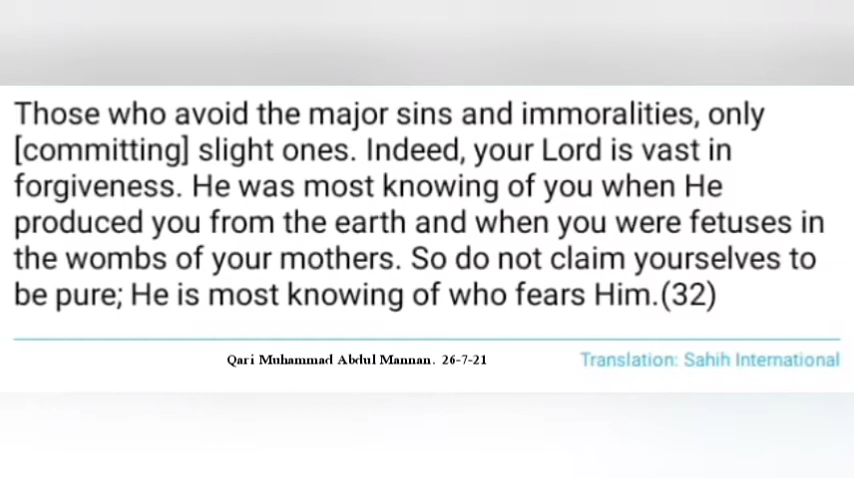 Those who avoid the major sins and immoralities, only
[committing] slight ones. Indeed, your Lord is vast in
forgiveness. He was most knowing of you when He
produced you from the earth and when you were fetuses in
the wombs of your mothers. So do not claim yourselves to
be pure; He is most knowing of who fears Him.(32)
Qari Muhammad Abdul Mannan. 26-7-21 Translation: Sahih International